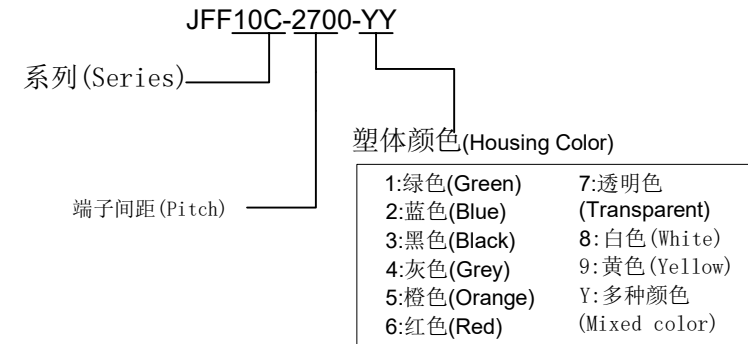 JFF10C-2700-YY
系列(Series)
塑体颜色(Housing Color)
端子间距(Pitch)
1:绿色(Green)
2:蓝色(Blue)
3:黑色(Black)
4:灰色(Grey)
5:橙色(Orange)
6:红色(Red)
7:透明色
(Transparent)
8:白色(White)
9:黄色(Yellow)
Y:多种颜色
(Mixed color)